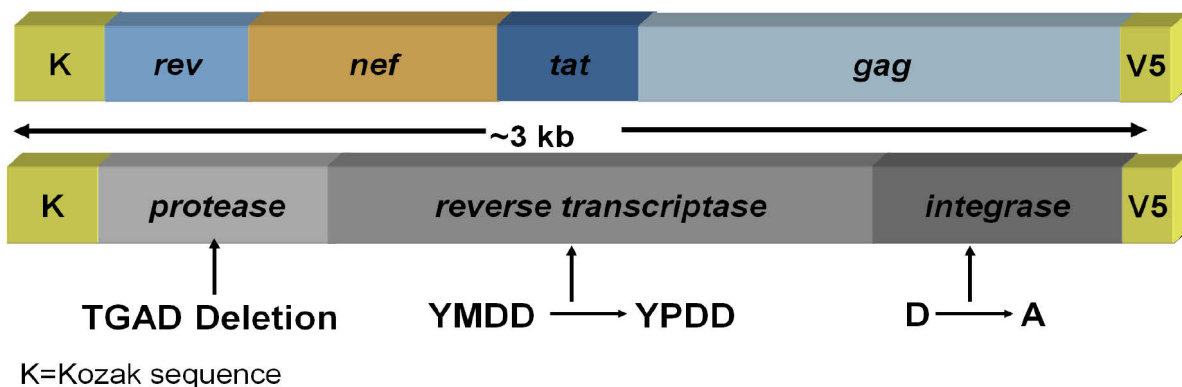 K rev nef tat gag V5
~3 kb
K protease reverse transcriptase integrase V5
TGAD Deletion YMDD YPDD D A
K=Kozak sequence